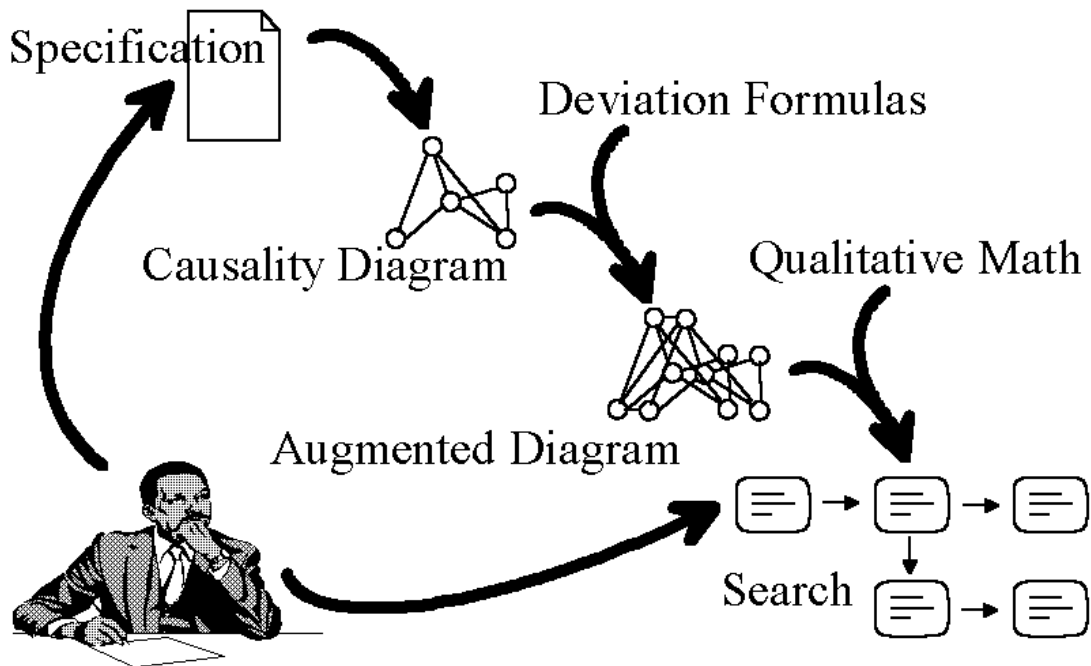 Specification
Deviation Formulas
Causality Diagram
Qualitative Math
Augmented Diagram
Search